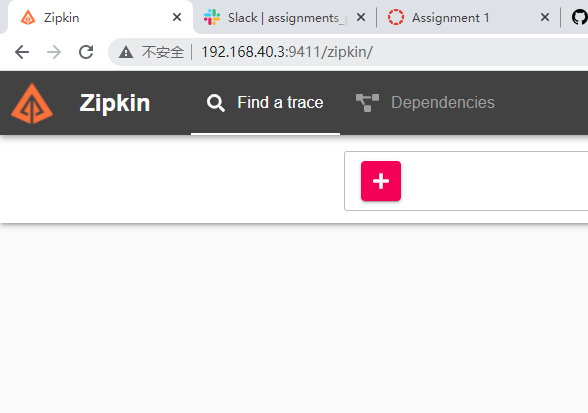 Zipkin
Slack | assignments_
Assignment 1
不安全
192.168.40.3:9411/zipkin/
Zipkin
Find a trace
Dependencies